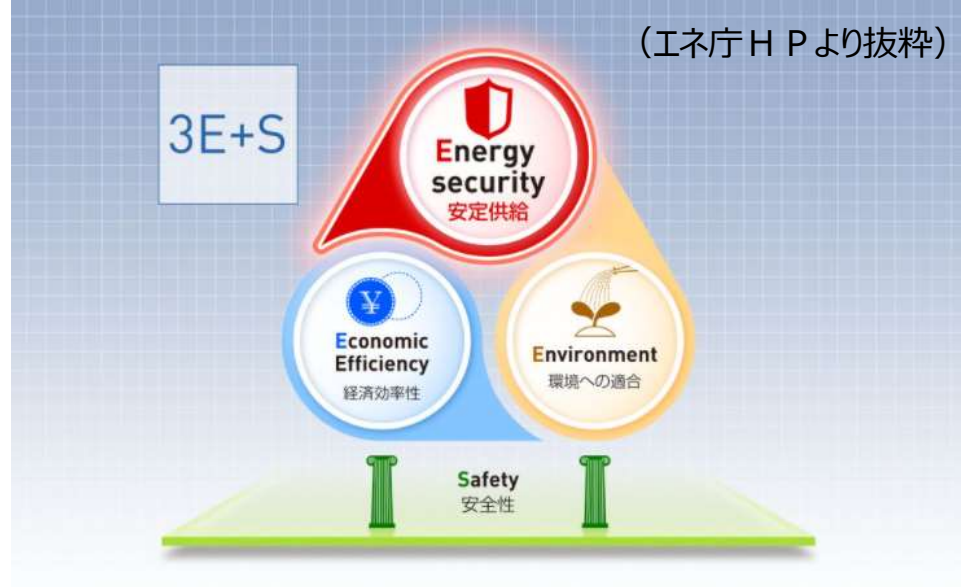 （エネ庁ＨＰより抜粋）
3E+S
Energy
security
安定供給
¥
Economic
Efficiency
経済効率性
Environment
環境への適合
Safety
安全性